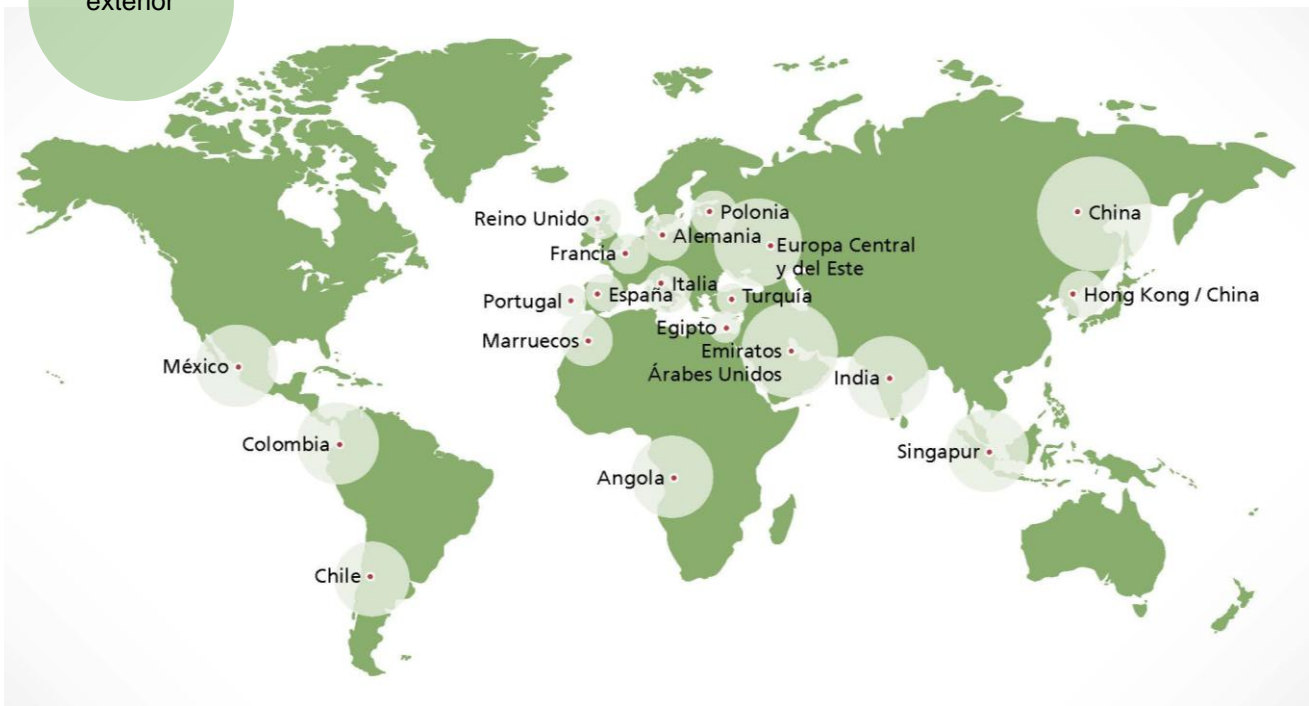 exterior
Reino Unido
Polonia
China
Alemania
Francia
Europa Central
y del Este
Italia
Portugal
España
Turquía
Hong Kong / China
Egipto
Marruecos
Emiratos
Árabes Unidos
México
India
Colombia
Singapur
Angola
Chile